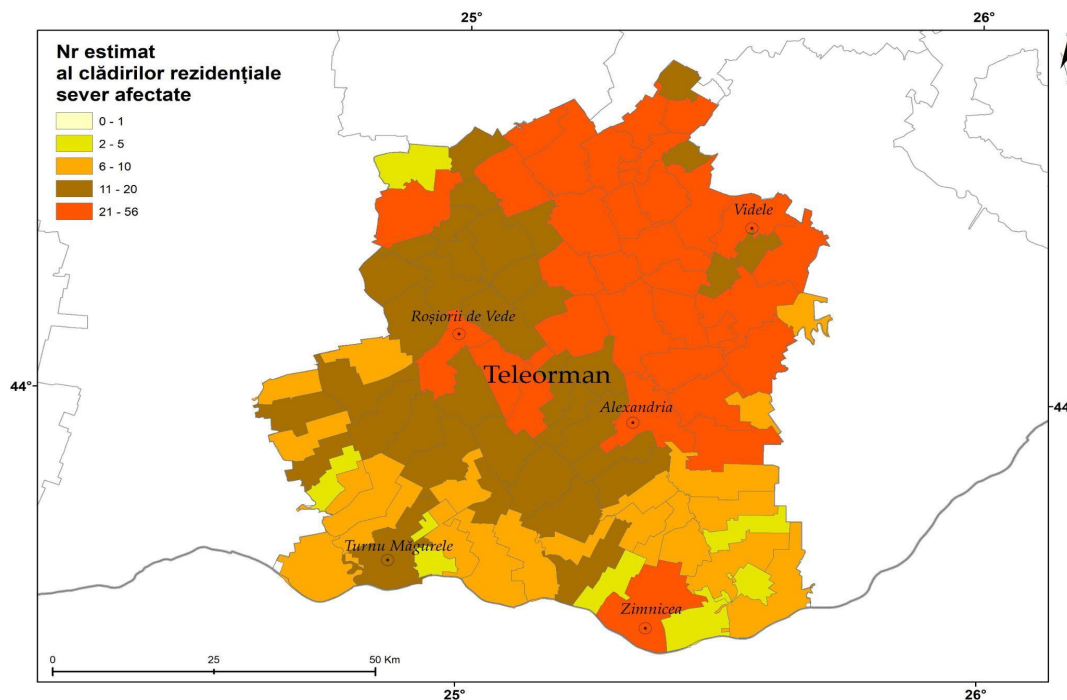 25°
26°
Nr estimat
al clădirilor rezidențiale
sever afectate
0 - 1
2 - 5
6 - 10
11 - 20
21 - 56
Videle
Roșiorii de Vede
44°
Teleorman
44
Alexandria
Turnu Măgurele
Zimnicea
0 25 50 Km
25°
26°